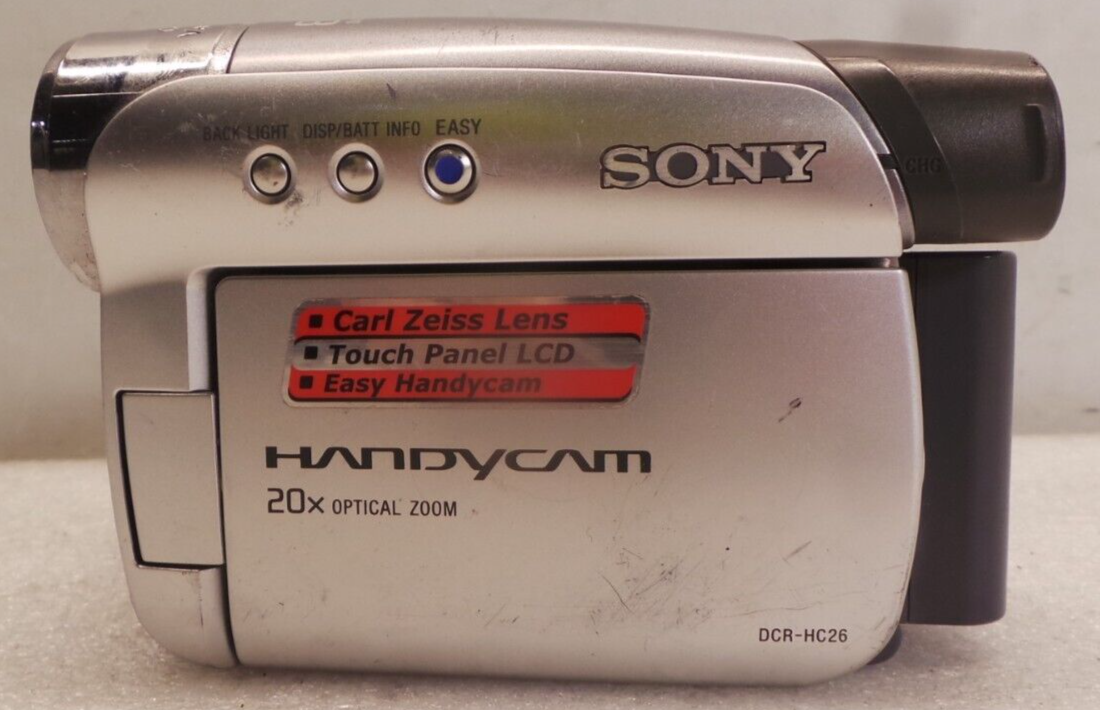 BACK LIGHT DISP/BATT INFO EASY
SONY
CHG
Carl Zeiss Lens
Touch Panel LCD
Easy Handycam
HANDYCAM
20x OPTICAL ZOOM
DCR-HC26